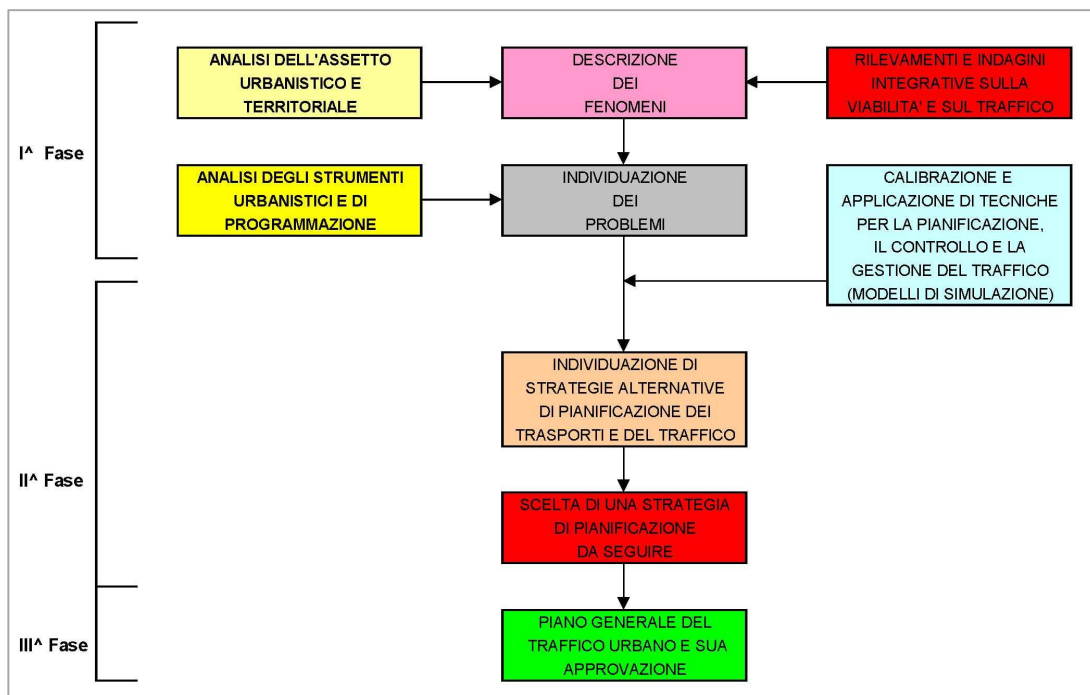 I^ Fase
ANALISI DELL'ASSETTO
URBANISTICO E
TERRITORIALE
DESCRIZIONE
DEI
FENOMENI
RILEVAMENTI E INDAGINI
INTEGRATIVE SULLA
VIABILITA' E SUL TRAFFICO
ANALISI DEGLI STRUMENTI
URBANISTICI E DI
PROGRAMMAZIONE
INDIVIDUAZIONE
DEI
PROBLEMI
CALIBRAZIONE E
APPLICAZIONE DI TECNICHE
PER LA PIANIFICAZIONE,
IL CONTROLLO E LA
GESTIONE DEL TRAFFICO
(MODELLI DI SIMULAZIONE)
II^ Fase
INDIVIDUAZIONE DI
STRATEGIE ALTERNATIVE
DI PIANIFICAZIONE DEI
TRASPORTI E DEL TRAFFICO
SCELTA DI UNA STRATEGIA
DI PIANIFICAZIONE
DA SEGUIRE
III^ Fase
PIANO GENERALE DEL
TRAFFICO URBANO E SUA
APPROVAZIONE